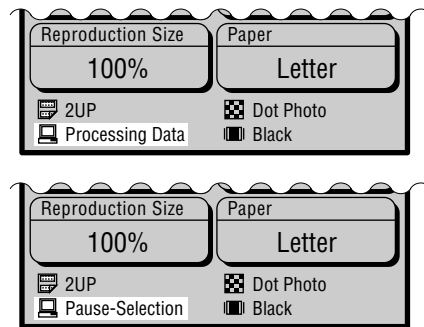 Reproduction Size Paper
100% Letter
2UP Dot Photo
Processing Data Black
Reproduction Size Paper
100% Letter
2UP Dot Photo
Pause-Selection Black